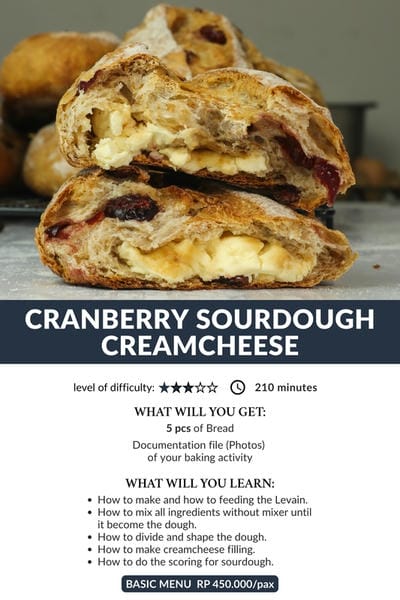 CRANBERRY SOURDOUGH
CREAMCHEESE
level of difficulty: ★★★☆☆ 210 minutes
WHAT WILL YOU GET:
5 pcs of Bread
Documentation file (Photos)
of your baking activity
WHAT WILL YOU LEARN:
• How to make and how to feeding the Levain.
• How to mix all ingredients without mixer until
it become the dough.
• How to divide and shape the dough.
• How to make creamcheese filling.
• How to do the scoring for sourdough.
BASIC MENU RP 450.000/pax